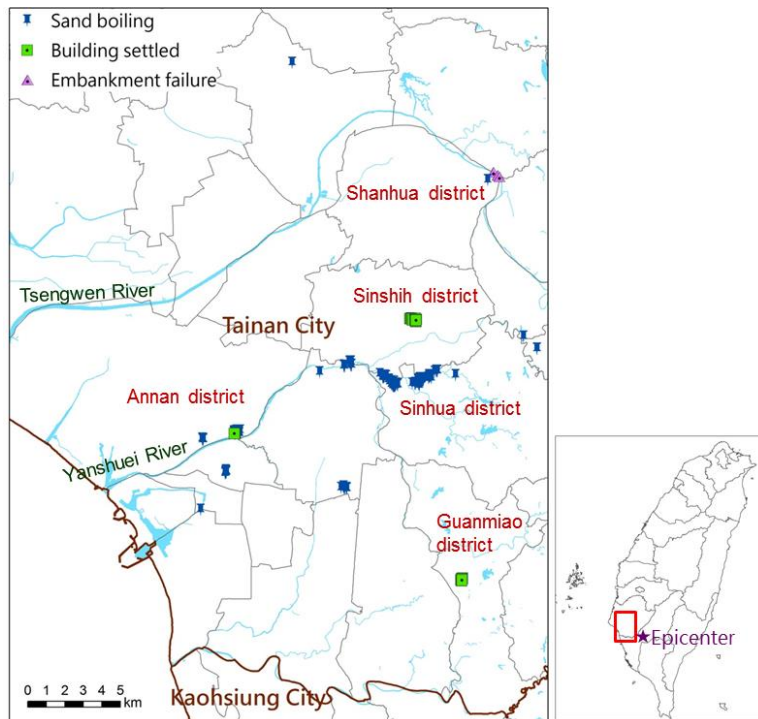 Sand boiling
Building settled
Embankment failure
Shanhua district
Tsengwen River
Sinshih district
Tainan City
Annan district
Sinhua district
Yanshuei River
Guanmiao
district
Epicenter
0 1 2 3 4 5
km
Kaohsiung City